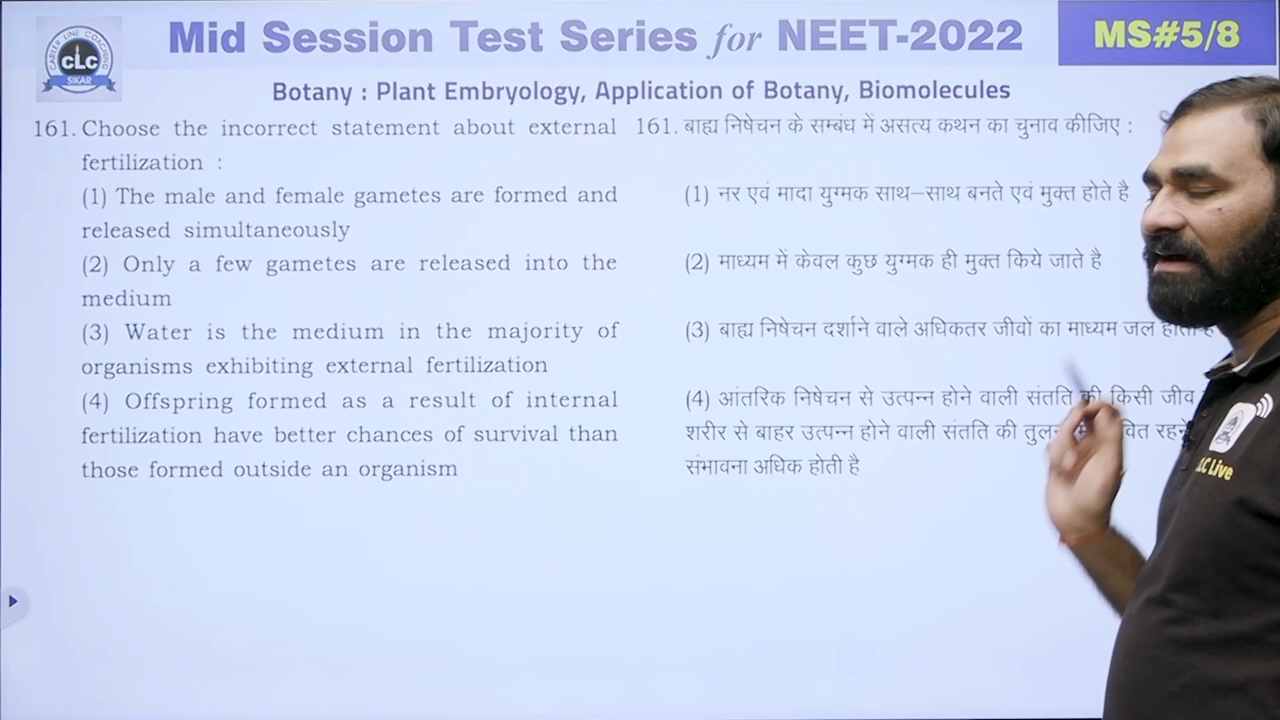 Mid Session Test Series for NEET-2022
MS#5/8
CAREER LINE COACHING
CLC
SIKAR
Botany : Plant Embryology, Application of Botany, Biomolecules
161. Choose the incorrect statement about external
fertilization :
(1) The male and female gametes are formed and
released simultaneously
(2) Only a few gametes are released into the
medium
(3) Water is the medium in the majority of
organisms exhibiting external fertilization
(4) Offspring formed as a result of internal
fertilization have better chances of survival than
those formed outside an organism
161. बाह्य निषेचन के सम्बंध में असत्य कथन का चुनाव कीजिए :
(1) नर एवं मादा युग्मक साथ–साथ बनते एवं मुक्त होते है
(2) माध्यम में केवल कुछ युग्मक ही मुक्त किये जाते है
(3) बाह्य निषेचन दर्शाने वाले अधिकतर जीवों का माध्यम जल होता है
(4) आंतरिक निषेचन से उत्पन्न होने वाली संतति की किसी जीव
शरीर से बाहर उत्पन्न होने वाली संतति की
संभावना अधिक होती है
Live